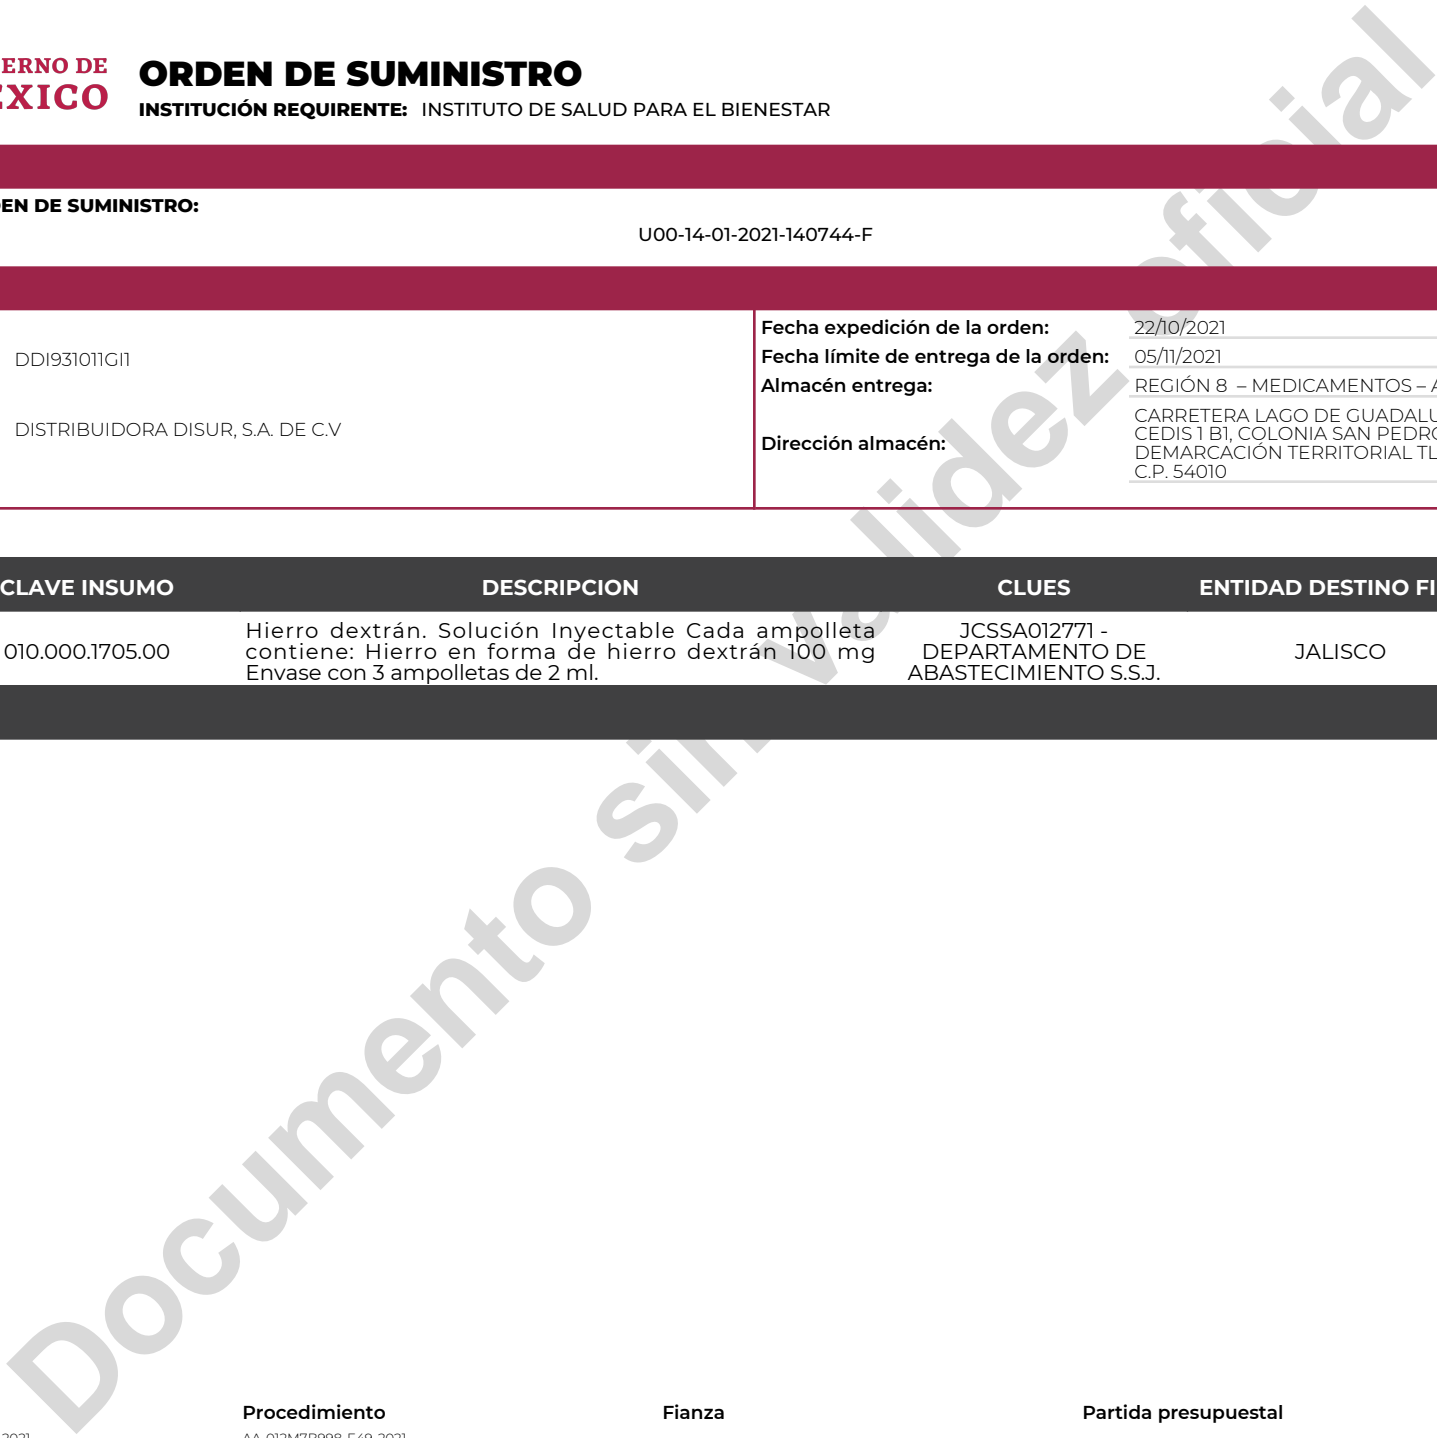 ERNO DE
ÉXICO
ORDEN DE SUMINISTRO
INSTITUCIÓN REQUIRENTE: INSTITUTO DE SALUD PARA EL BIENESTAR
EN DE SUMINISTRO:
U00-14-01-2021-140744-F
DDI931011GI1
DISTRIBUIDORA DISUR, S.A. DE C.V
Fecha expedición de la orden: 22/10/2021
Fecha límite de entrega de la orden: 05/11/2021
Almacén entrega: REGIÓN 8 – MEDICAMENTOS – A
Dirección almacén:
CARRETERA LAGO DE GUADALU
CEDIS 1 B1, COLONIA SAN PEDRO
DEMARCACIÓN TERRITORIAL TL
C.P. 54010
CLAVE INSUMO DESCRIPCION CLUES ENTIDAD DESTINO FI
010.000.1705.00
Hierro dextrán. Solución Inyectable Cada ampolleta
contiene: Hierro en forma de hierro dextrán 100 mg
Envase con 3 ampolletas de 2 ml.
JCSSA012771 -
DEPARTAMENTO DE
ABASTECIMIENTO S.S.J.
JALISCO
Documento sin validez oficial
Procedimiento Fianza Partida presupuestal